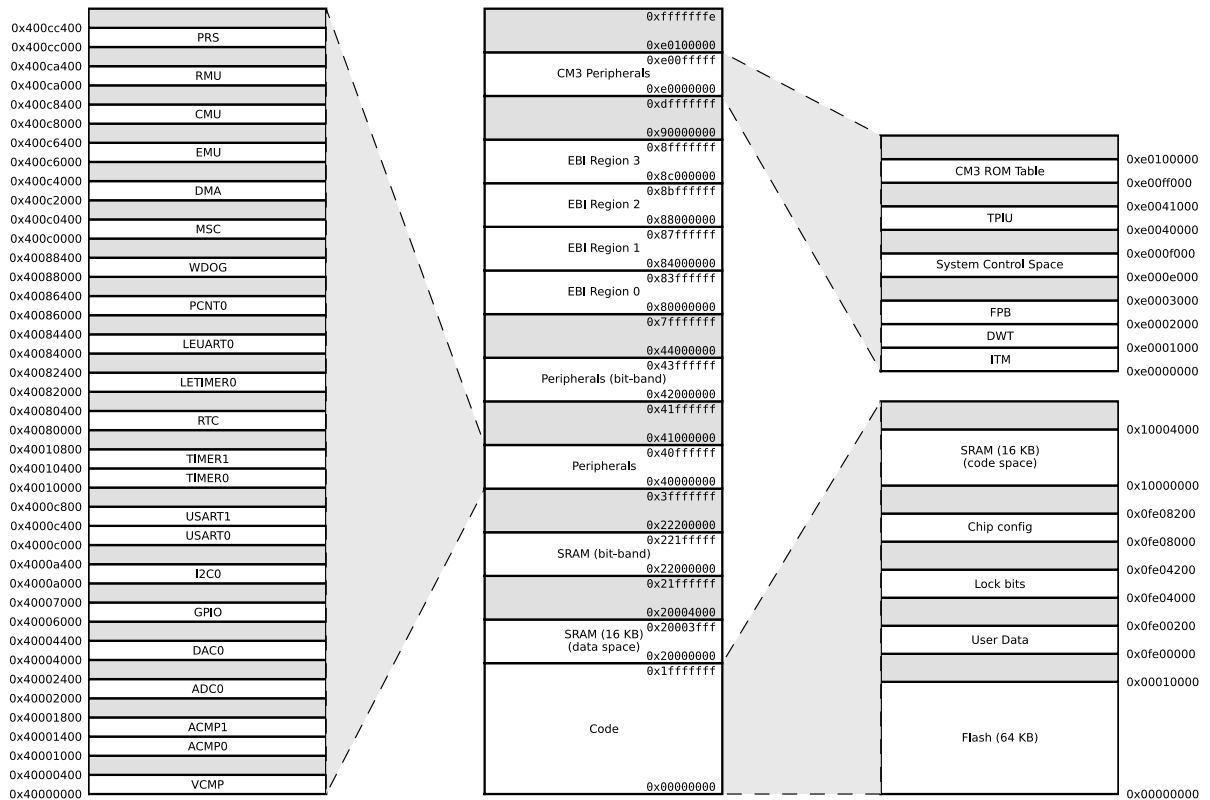 0x400cc400
PRS
0x400cc000
0x400ca400
RMU
0x400ca000
0x400c8400
CMU
0x400c8000
0x400c6400
EMU
0x400c6000
0x400c4000
DMA
0x400c2000
0x400c0400
MSC
0x400c0000
0x40088400
WDOG
0x40088000
0x40086400
PCNT0
0x40086000
0x40084400
LEUART0
0x40084000
0x40082400
LETIMER0
0x40082000
0x40080400
RTC
0x40080000
0x40010800
TIMER1
0x40010400
TIMER0
0x40010000
0x4000c800
USART1
0x4000c400
USART0
0x4000c000
0x4000a400
I2C0
0x4000a000
0x40007000
GPIO
0x40006000
0x40004400
DAC0
0x40004000
0x40002400
ADC0
0x40002000
0x40001800
ACMP1
0x40001400
ACMP0
0x40001000
0x40000400
VCMP
0x40000000
0xfffffffe
0xe0100000
0xe00fffff
CM3 Peripherals
0xe0000000
0xdfffffff
0x90000000
0x8fffffff
EBI Region 3
0x8c000000
0x8bffffff
EBI Region 2
0x88000000
0x87ffffff
EBI Region 1
0x84000000
0x83ffffff
EBI Region 0
0x80000000
0x7fffffff
0x44000000
0x43ffffff
Peripherals (bit-band)
0x42000000
0x41ffffff
0x41000000
0x40ffffff
Peripherals
0x40000000
0x3fffffff
0x22200000
0x221fffff
SRAM (bit-band)
0x22000000
0x21ffffff
0x20004000
0x20003fff
SRAM (16 KB)
(data space)
0x20000000
0x1fffffff
Code
0x00000000
0xe0100000
CM3 ROM Table
0xe00ff000
0xe0041000
TPIU
0xe0040000
0xe000f000
System Control Space
0xe000e000
0xe0003000
FPB
0xe0002000
DWT
0xe0001000
ITM
0xe0000000
0x10004000
SRAM (16 KB)
(code space)
0x10000000
0x0fe08200
Chip config
0x0fe08000
0x0fe04200
Lock bits
0x0fe04000
0x0fe00200
User Data
0x0fe00000
0x00010000
Flash (64 KB)
0x00000000